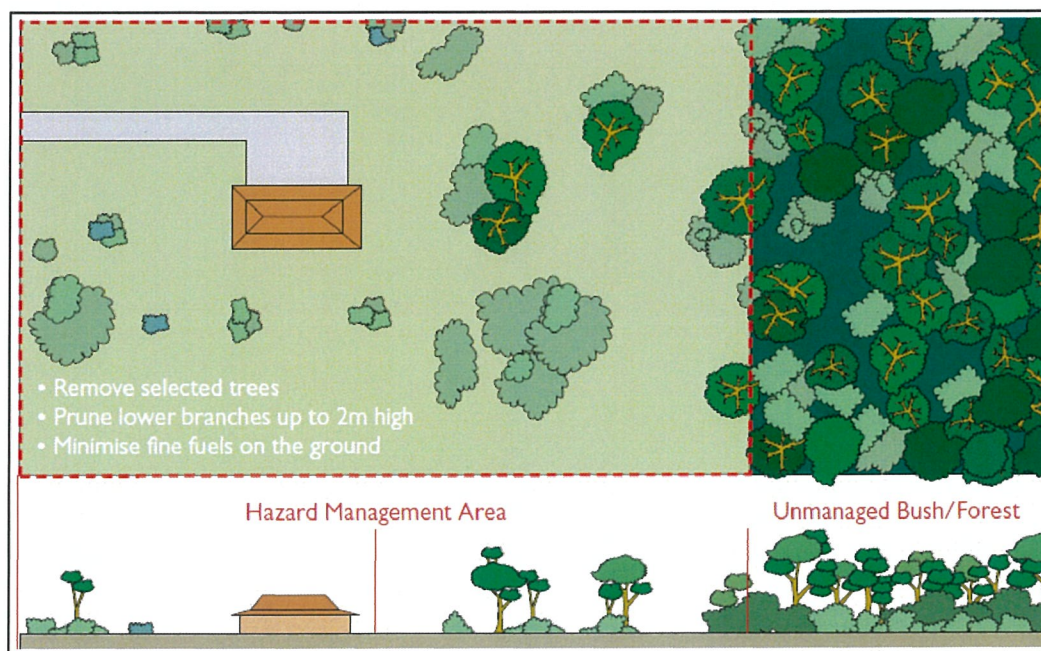 • Remove selected trees
• Prune lower branches up to 2m high
• Minimise fine fuels on the ground
Hazard Management Area
Unmanaged Bush/Forest